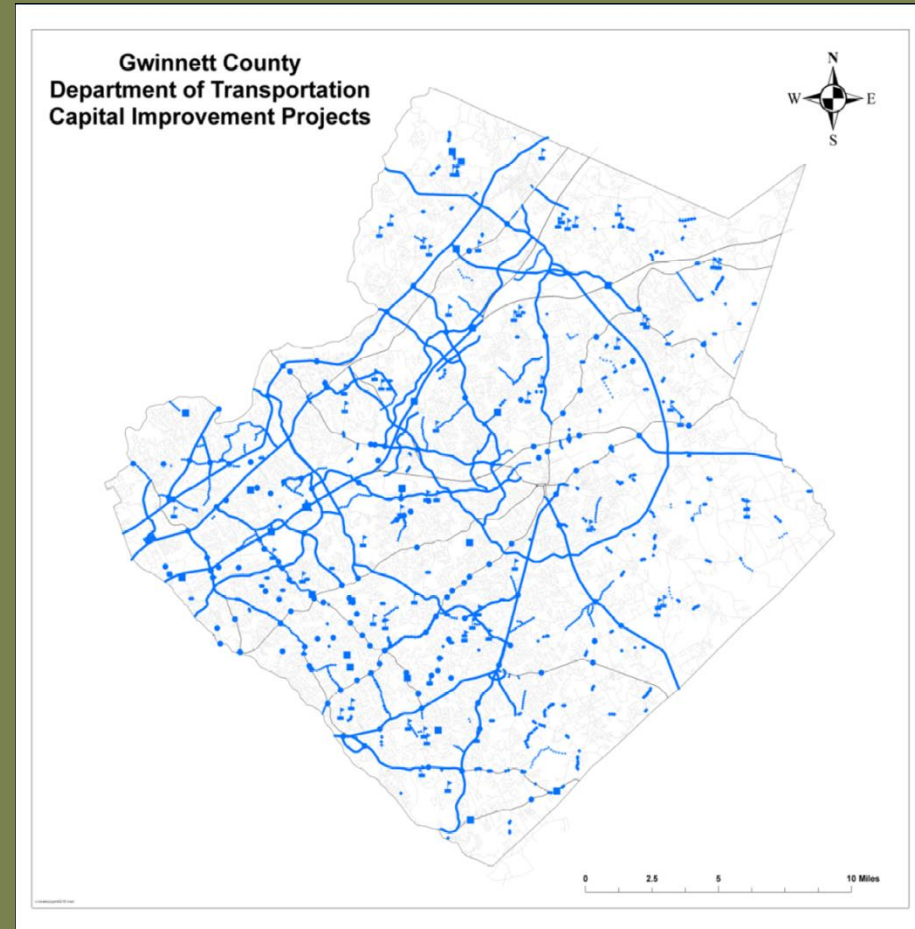 Gwinnett County
Department of Transportation
Capital Improvement Projects
N
W E
S
0 2.5 5 10 Miles